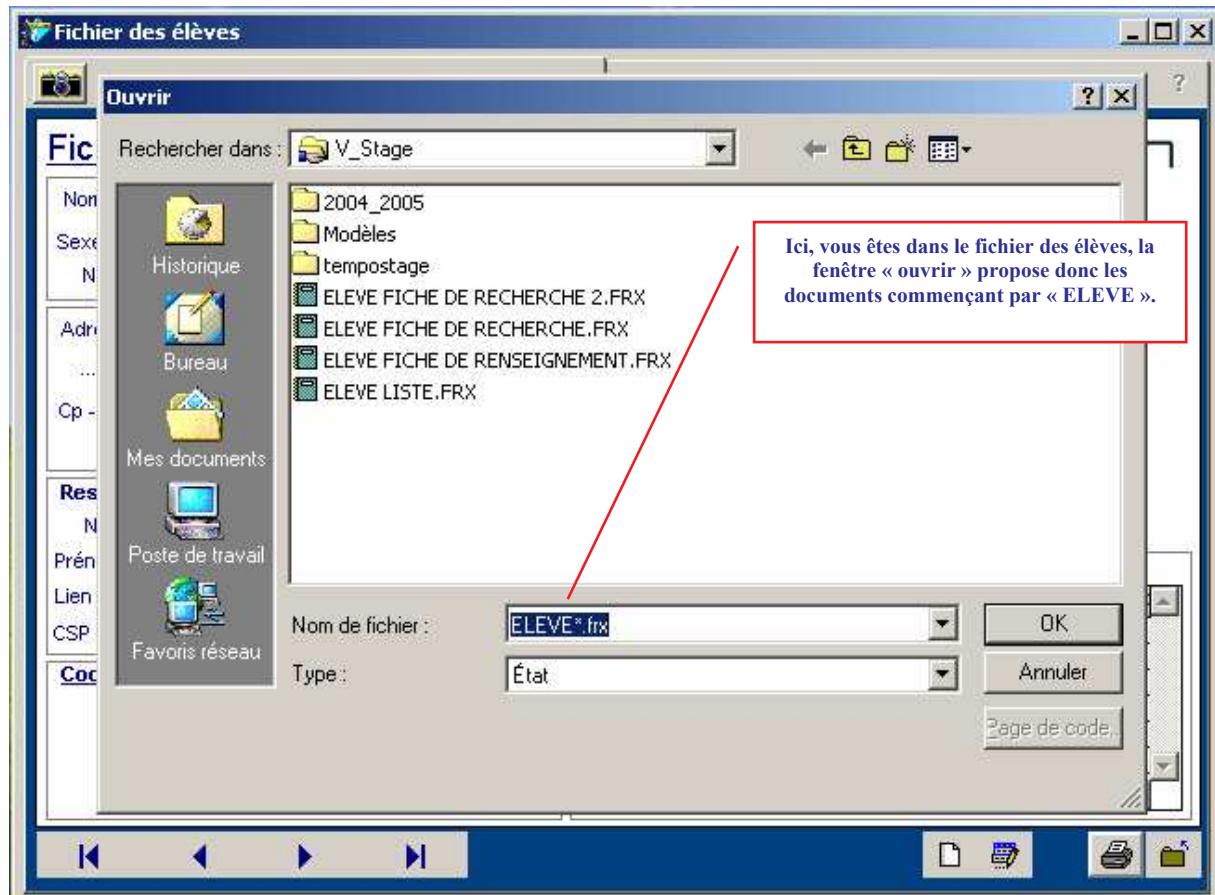 Fichier des élèves
?
Ouvrir
Fic
Rechercher dans :
V_Stage
Nom
Sexe
N
Adre
...
Cp -
Res
N
Prén
Lien
CSP
Coc
Historique
Bureau
Mes documents
Poste de travail
Favoris réseau
2004_2005
Modèles
tempostage
ELEVE FICHE DE RECHERCHE 2.FRX
ELEVE FICHE DE RECHERCHE.FRX
ELEVE FICHE DE RENSEIGNEMENT.FRX
ELEVE LISTE.FRX
Ici, vous êtes dans le fichier des élèves, la
fenêtre « ouvrir » propose donc les
documents commençant par « ELEVE ».
Nom de fichier :
ELEVE*.frx
OK
Type :
État
Annuler
Page de code...